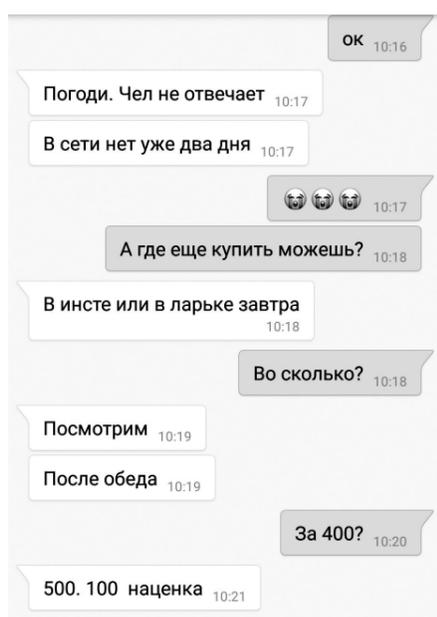 ок 10:16
Погоди. Чел не отвечает 10:17
В сети нет уже два дня 10:17
😭😭😭 10:17
А где еще купить можешь? 10:18
В инсте или в ларьке завтра
10:18
Во сколько? 10:18
Посмотрим 10:19
После обеда 10:19
За 400? 10:20
500. 100 наценка 10:21